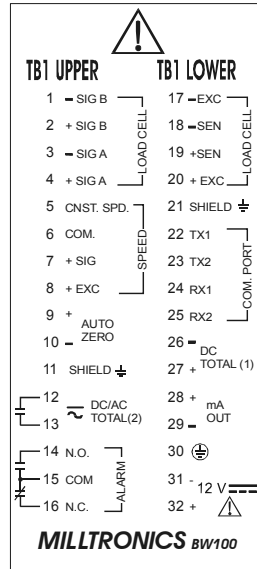 TB1 UPPER
1 – SIG B
2 + SIG B
3 – SIG A
4 + SIG A
LOAD CELL
5 CNST. SPD.
6 COM.
7 + SIG
8 + EXC
SPEED
9 +
10 –
AUTO
ZERO
11 SHIELD
12
13
DC/AC
TOTAL(2)
14 N.O.
15 COM
16 N.C.
ALARM
TB1 LOWER
17 –EXC
18 –SEN
19 +SEN
20 + EXC
LOAD CELL
21 SHIELD
22 TX1
23 TX2
24 RX1
25 RX2
COM. PORT
26 –
27 +
DC
TOTAL (1)
28 +
29 –
mA
OUT
30
31 -
32 +
12 V
MILLTRONICS BW100